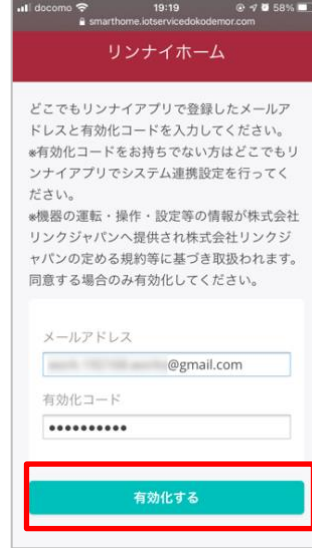 docomo 19:19 58%
smarthome.iotservicedokodemor.com
リンナイホーム
どこでもリンナイアプリで登録したメールア
ドレスと有効化コードを入力してください。
※有効化コードをお持ちでない方はどこでもリ
ンナイアプリでシステム連携設定を行ってく
ださい。
※機器の運転・操作・設定等の情報が株式会社
リンクジャパンへ提供され株式会社リンクジ
ャパンの定める規約等に基づき取扱われます。
同意する場合のみ有効化してください。
メールアドレス
@gmail.com
有効化コード
••••••••••
有効化する